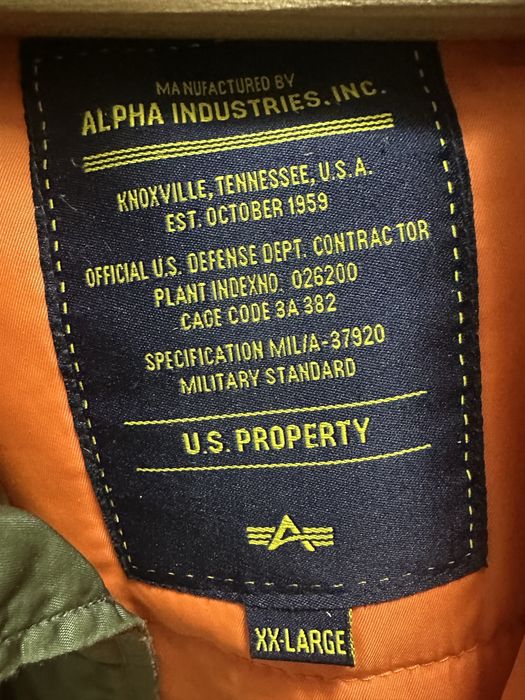 MANUFACTURED BY
ALPHA INDUSTRIES, INC.
KNOXVILLE, TENNESSEE, U.S.A.
EST. OCTOBER 1959
OFFICIAL U.S. DEFENSE DEPT. CONTRACTOR
PLANT INDEXNO. 026200
CAGE CODE 3A 382
SPECIFICATION MIL/A-37920
MILITARY STANDARD
U.S. PROPERTY
A
XX-LARGE